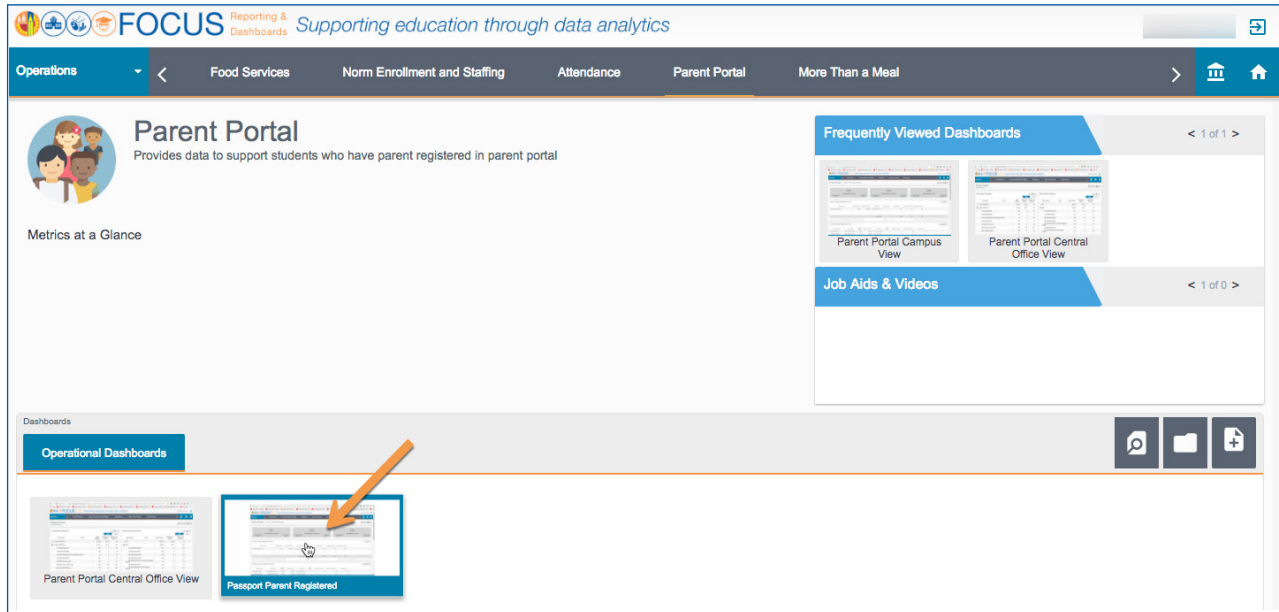 FOCUS Reporting & Dashboards Supporting education through data analytics
Operations Food Services Norm Enrollment and Staffing Attendance Parent Portal More Than a Meal
Parent Portal
Provides data to support students who have parent registered in parent portal
Metrics at a Glance
Frequently Viewed Dashboards < 1 of 1 >
Parent Portal Campus View
Parent Portal Central Office View
Job Aids & Videos < 1 of 0 >
Dashboards
Operational Dashboards
Parent Portal Central Office View
Passport Parent Registered